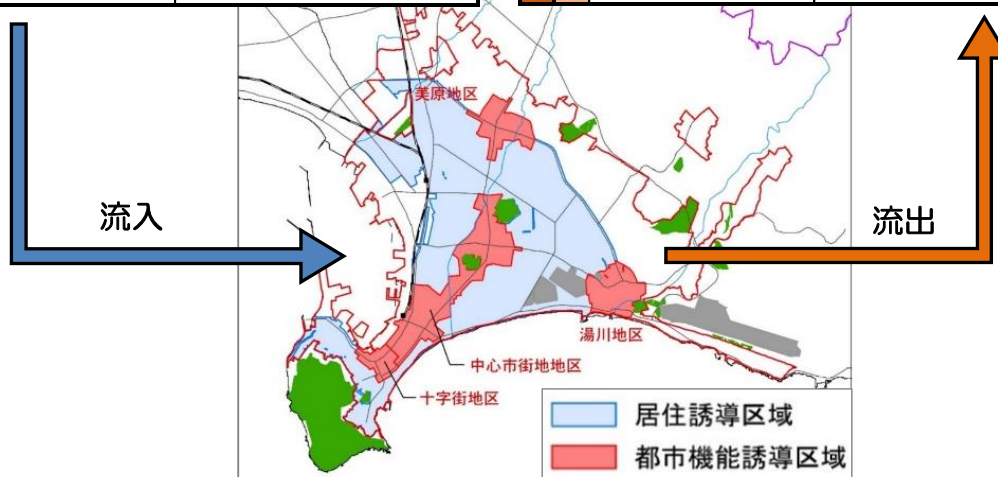 美原地区
流入
流出
湯川地区
中心市街地地区
十字街地区
居住誘導区域
都市機能誘導区域